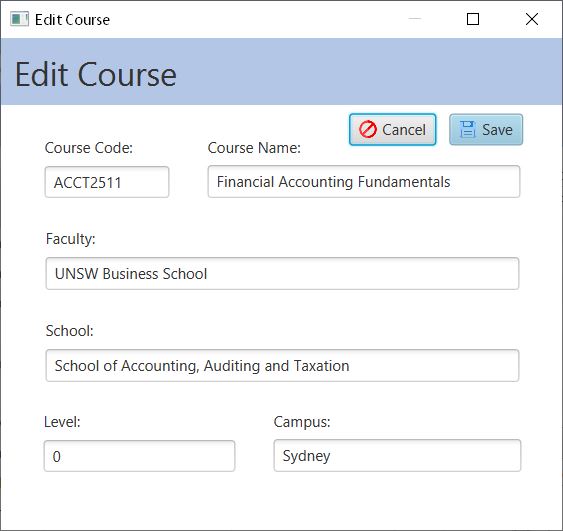 Edit Course
Edit Course
Cancel
Save
Course Code:
Course Name:
ACCT2511
Financial Accounting Fundamentals
Faculty:
UNSW Business School
School:
School of Accounting, Auditing and Taxation
Level:
Campus:
0
Sydney